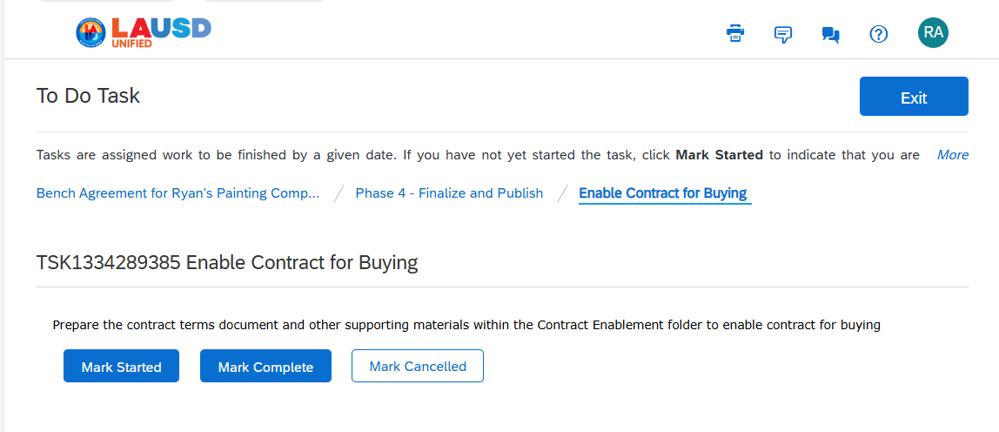 LAUSD
UNIFIED
RA
To Do Task
Exit
Tasks are assigned work to be finished by a given date. If you have not yet started the task, click Mark Started to indicate that you are More
Bench Agreement for Ryan's Painting Comp... / Phase 4 - Finalize and Publish / Enable Contract for Buying
TSK1334289385 Enable Contract for Buying
Prepare the contract terms document and other supporting materials within the Contract Enablement folder to enable contract for buying
Mark Started Mark Complete Mark Cancelled